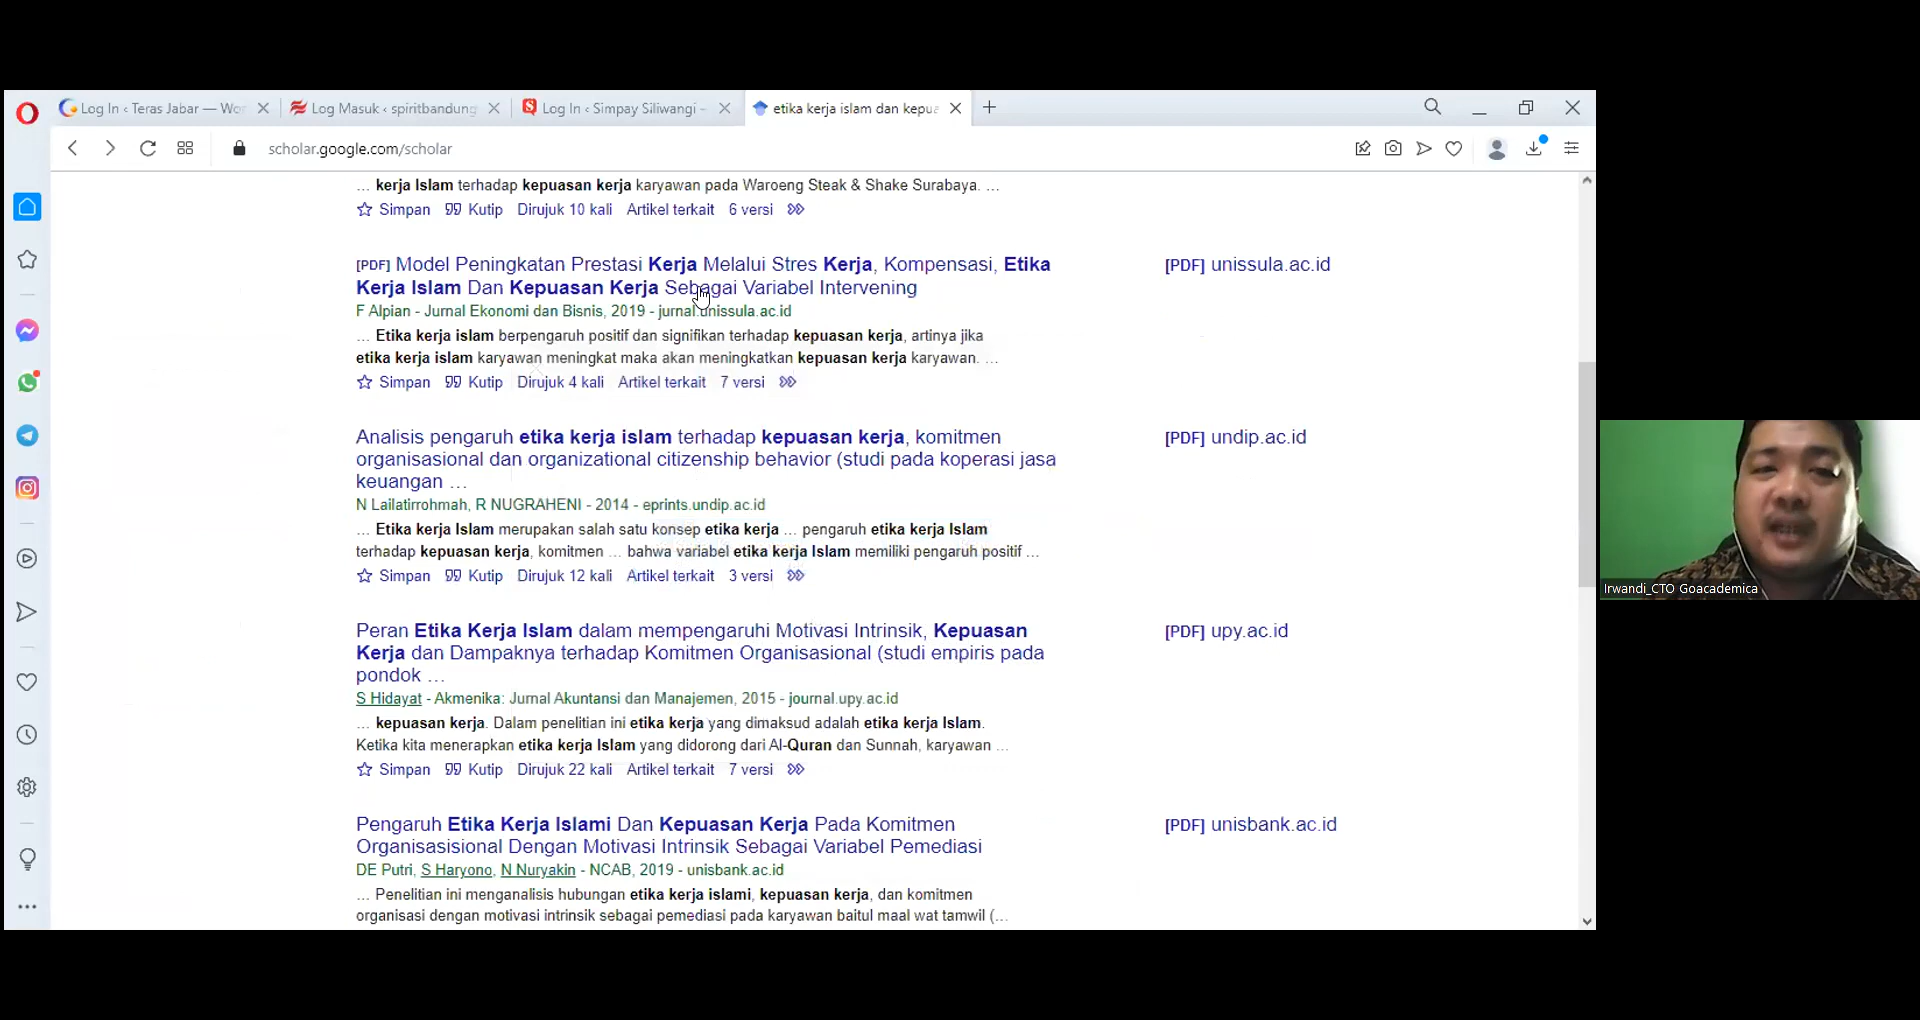 Log In ‹ Teras Jabar — Wor
Log Masuk ‹ spiritbandung
Log In ‹ Simpay Siliwangi –
etika kerja islam dan kepua
scholar.google.com/scholar
... kerja Islam terhadap kepuasan kerja karyawan pada Waroeng Steak & Shake Surabaya. ...
Simpan Kutip Dirujuk 10 kali Artikel terkait 6 versi
[PDF] Model Peningkatan Prestasi Kerja Melalui Stres Kerja, Kompensasi, Etika
Kerja Islam Dan Kepuasan Kerja Sebagai Variabel Intervening
[PDF] unissula.ac.id
F Alpian - Jurnal Ekonomi dan Bisnis, 2019 - jurnal.unissula.ac.id
... Etika kerja islam berpengaruh positif dan signifikan terhadap kepuasan kerja, artinya jika
etika kerja islam karyawan meningkat maka akan meningkatkan kepuasan kerja karyawan. ...
Simpan Kutip Dirujuk 4 kali Artikel terkait 7 versi
Analisis pengaruh etika kerja islam terhadap kepuasan kerja, komitmen
organisasional dan organizational citizenship behavior (studi pada koperasi jasa
keuangan ...
[PDF] undip.ac.id
N Lailatirrohmah, R NUGRAHENI - 2014 - eprints.undip.ac.id
... Etika kerja Islam merupakan salah satu konsep etika kerja ... pengaruh etika kerja Islam
terhadap kepuasan kerja, komitmen ... bahwa variabel etika kerja Islam memiliki pengaruh positif ...
Simpan Kutip Dirujuk 12 kali Artikel terkait 3 versi
Peran Etika Kerja Islam dalam mempengaruhi Motivasi Intrinsik, Kepuasan
Kerja dan Dampaknya terhadap Komitmen Organisasional (studi empiris pada
pondok ...
[PDF] upy.ac.id
S Hidayat - Akmenika: Jurnal Akuntansi dan Manajemen, 2015 - journal.upy.ac.id
... kepuasan kerja. Dalam penelitian ini etika kerja yang dimaksud adalah etika kerja Islam.
Ketika kita menerapkan etika kerja Islam yang didorong dari Al-Quran dan Sunnah, karyawan ...
Simpan Kutip Dirujuk 22 kali Artikel terkait 7 versi
Pengaruh Etika Kerja Islami Dan Kepuasan Kerja Pada Komitmen
Organisasisional Dengan Motivasi Intrinsik Sebagai Variabel Pemediasi
[PDF] unisbank.ac.id
DE Putri, S Haryono, N Nuryakin - NCAB, 2019 - unisbank.ac.id
... Penelitian ini menganalisis hubungan etika kerja islami, kepuasan kerja, dan komitmen
organisasi dengan motivasi intrinsik sebagai pemediasi pada karyawan baitul maal wat tamwil (...
Irwandi_CTO Goacademica